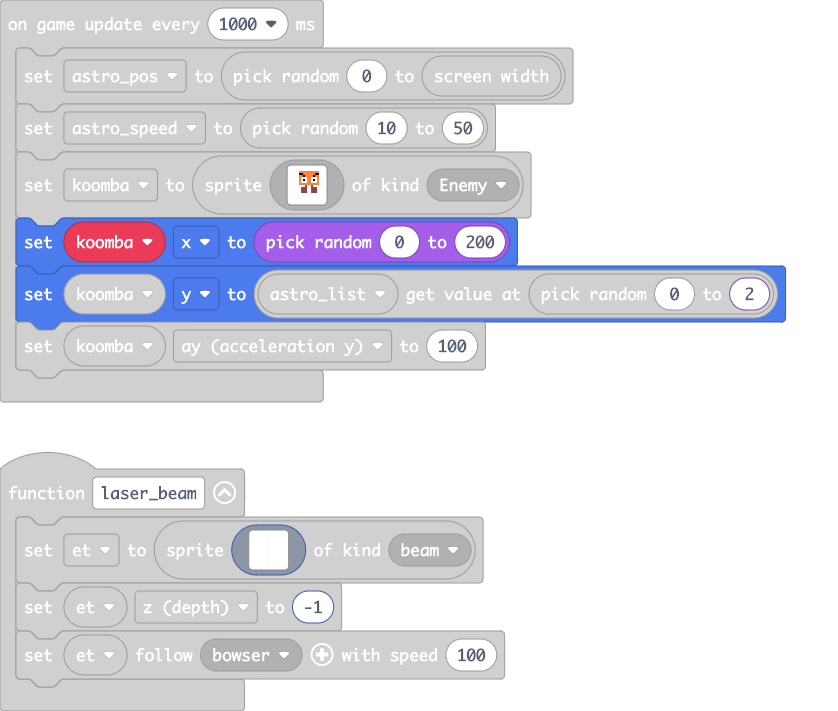 on game update every 1000 ms
set astro_pos to pick random 0 to screen width
set astro_speed to pick random 10 to 50
set koomba to sprite of kind Enemy
set koomba x to pick random 0 to 200
set koomba y to astro_list get value at pick random 0 to 2
set koomba ay (acceleration y) to 100
function laser_beam
set et to sprite of kind beam
set et z (depth) to -1
set et follow bowser with speed 100